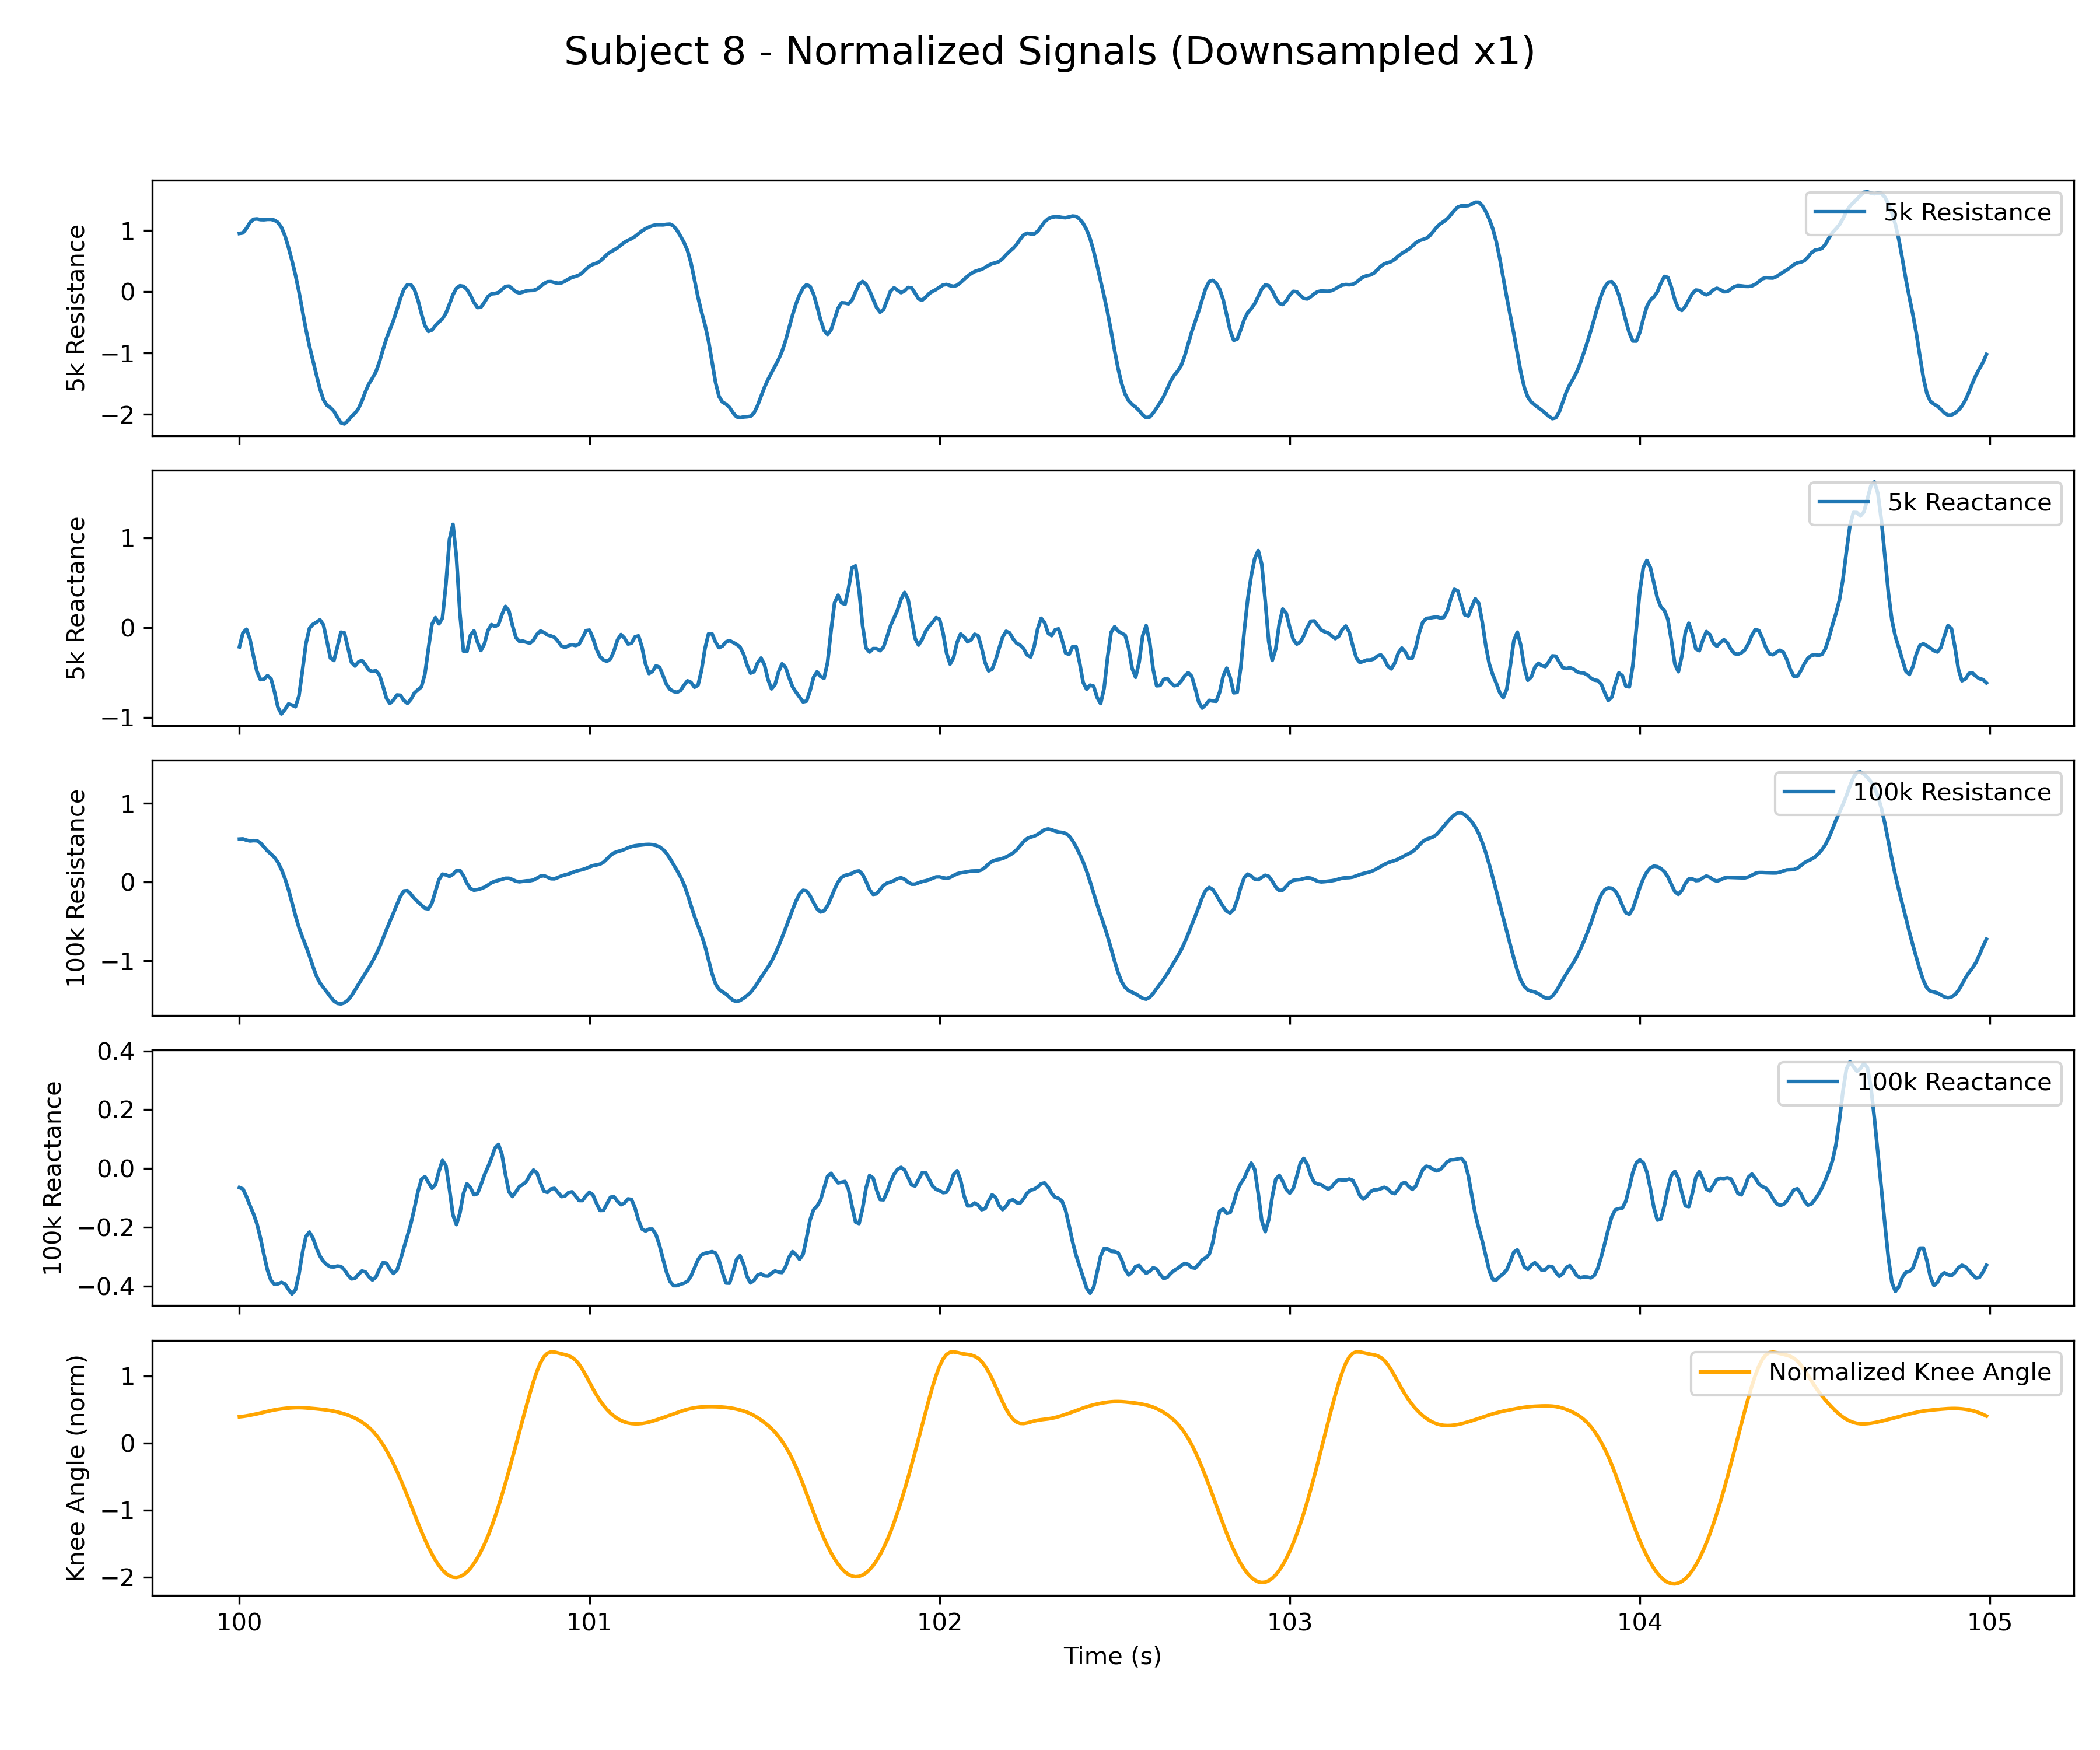 Subject 8 - Normalized Signals (Downsampled x1)
5k Resistance
1
0
−1
−2
5k Resistance
5k Reactance
1
0
−1
5k Reactance
100k Resistance
1
0
−1
100k Resistance
100k Reactance
0.4
0.2
0.0
−0.2
−0.4
100k Reactance
Knee Angle (norm)
1
0
−1
−2
Normalized Knee Angle
100 101 102 103 104 105
Time (s)